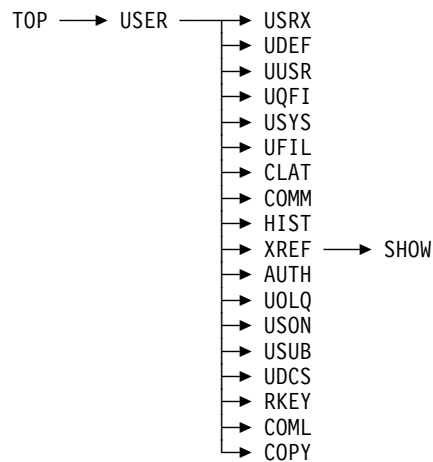 TOP USER USRX
UDEF
UUSR
UQFI
USYS
UFIL
CLAT
COMM
HIST
XREF SHOW
AUTH
UOLQ
USON
USUB
UDCS
RKEY
COML
COPY